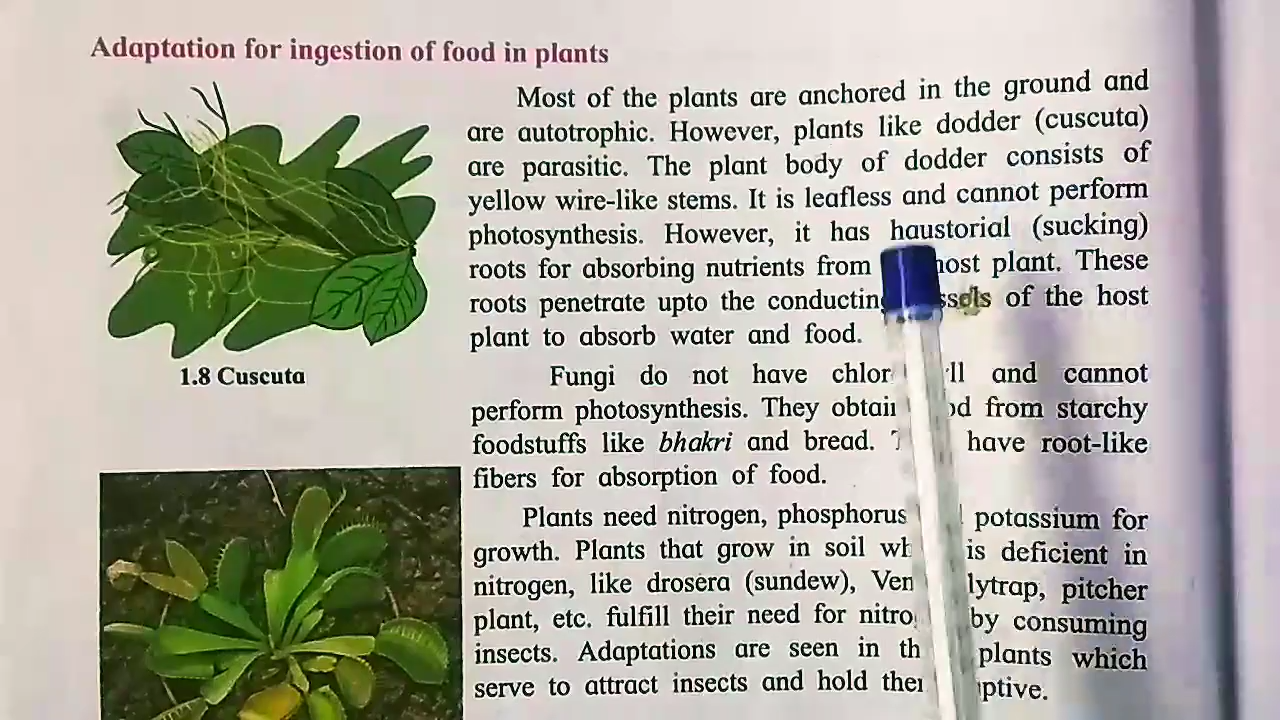 Adaptation for ingestion of food in plants
Most of the plants are anchored in the ground and
are autotrophic. However, plants like dodder (cuscuta)
are parasitic. The plant body of dodder consists of
yellow wire-like stems. It is leafless and cannot perform
photosynthesis. However, it has haustorial (sucking)
roots for absorbing nutrients from host plant. These
roots penetrate upto the of the host
plant to absorb water and food.
1.8 Cuscuta
Fungi do not have and cannot
perform photosynthesis. They from starchy
foodstuffs like bhakri and bread. have root-like
fibers for absorption of food.
Plants need nitrogen, phosphorus potassium for
growth. Plants that grow in soil is deficient in
nitrogen, like drosera (sundew), pitcher
plant, etc. fulfill their need for by consuming
insects. Adaptations are seen in plants which
serve to attract insects and hold